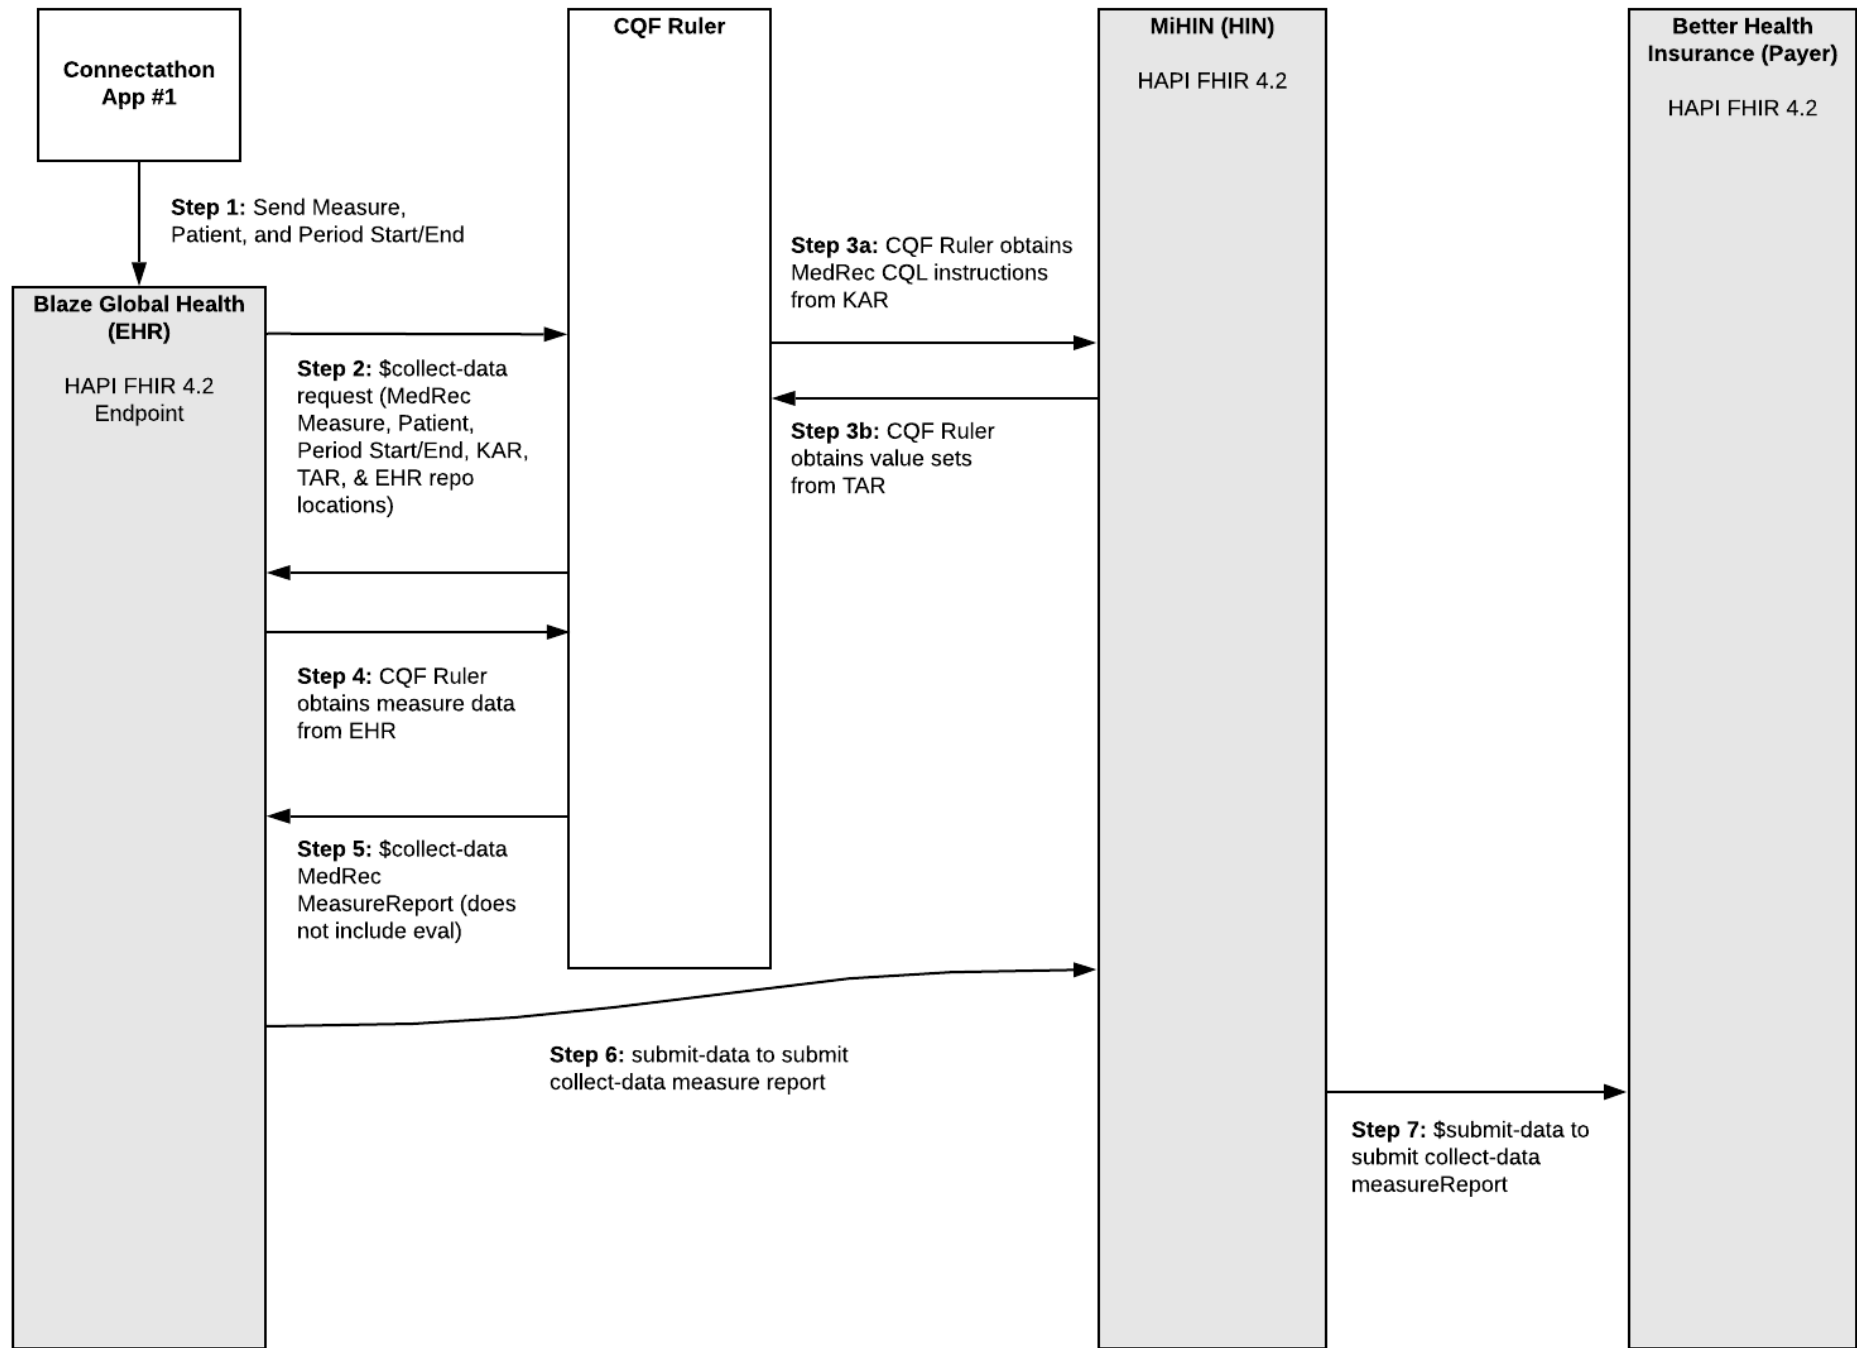 Connectathon
App #1
CQF Ruler
MiHIN (HIN)
HAPI FHIR 4.2
Better Health
Insurance (Payer)
HAPI FHIR 4.2
Step 1: Send Measure,
Patient, and Period Start/End
Blaze Global Health
(EHR)
HAPI FHIR 4.2
Endpoint
Step 2: $collect-data
request (MedRec
Measure, Patient,
Period Start/End, KAR,
TAR, & EHR repo
locations)
Step 3a: CQF Ruler obtains
MedRec CQL instructions
from KAR
Step 3b: CQF Ruler
obtains value sets
from TAR
Step 4: CQF Ruler
obtains measure data
from EHR
Step 5: $collect-data
MedRec
MeasureReport (does
not include eval)
Step 6: submit-data to submit
collect-data measure report
Step 7: $submit-data to
submit collect-data
measureReport